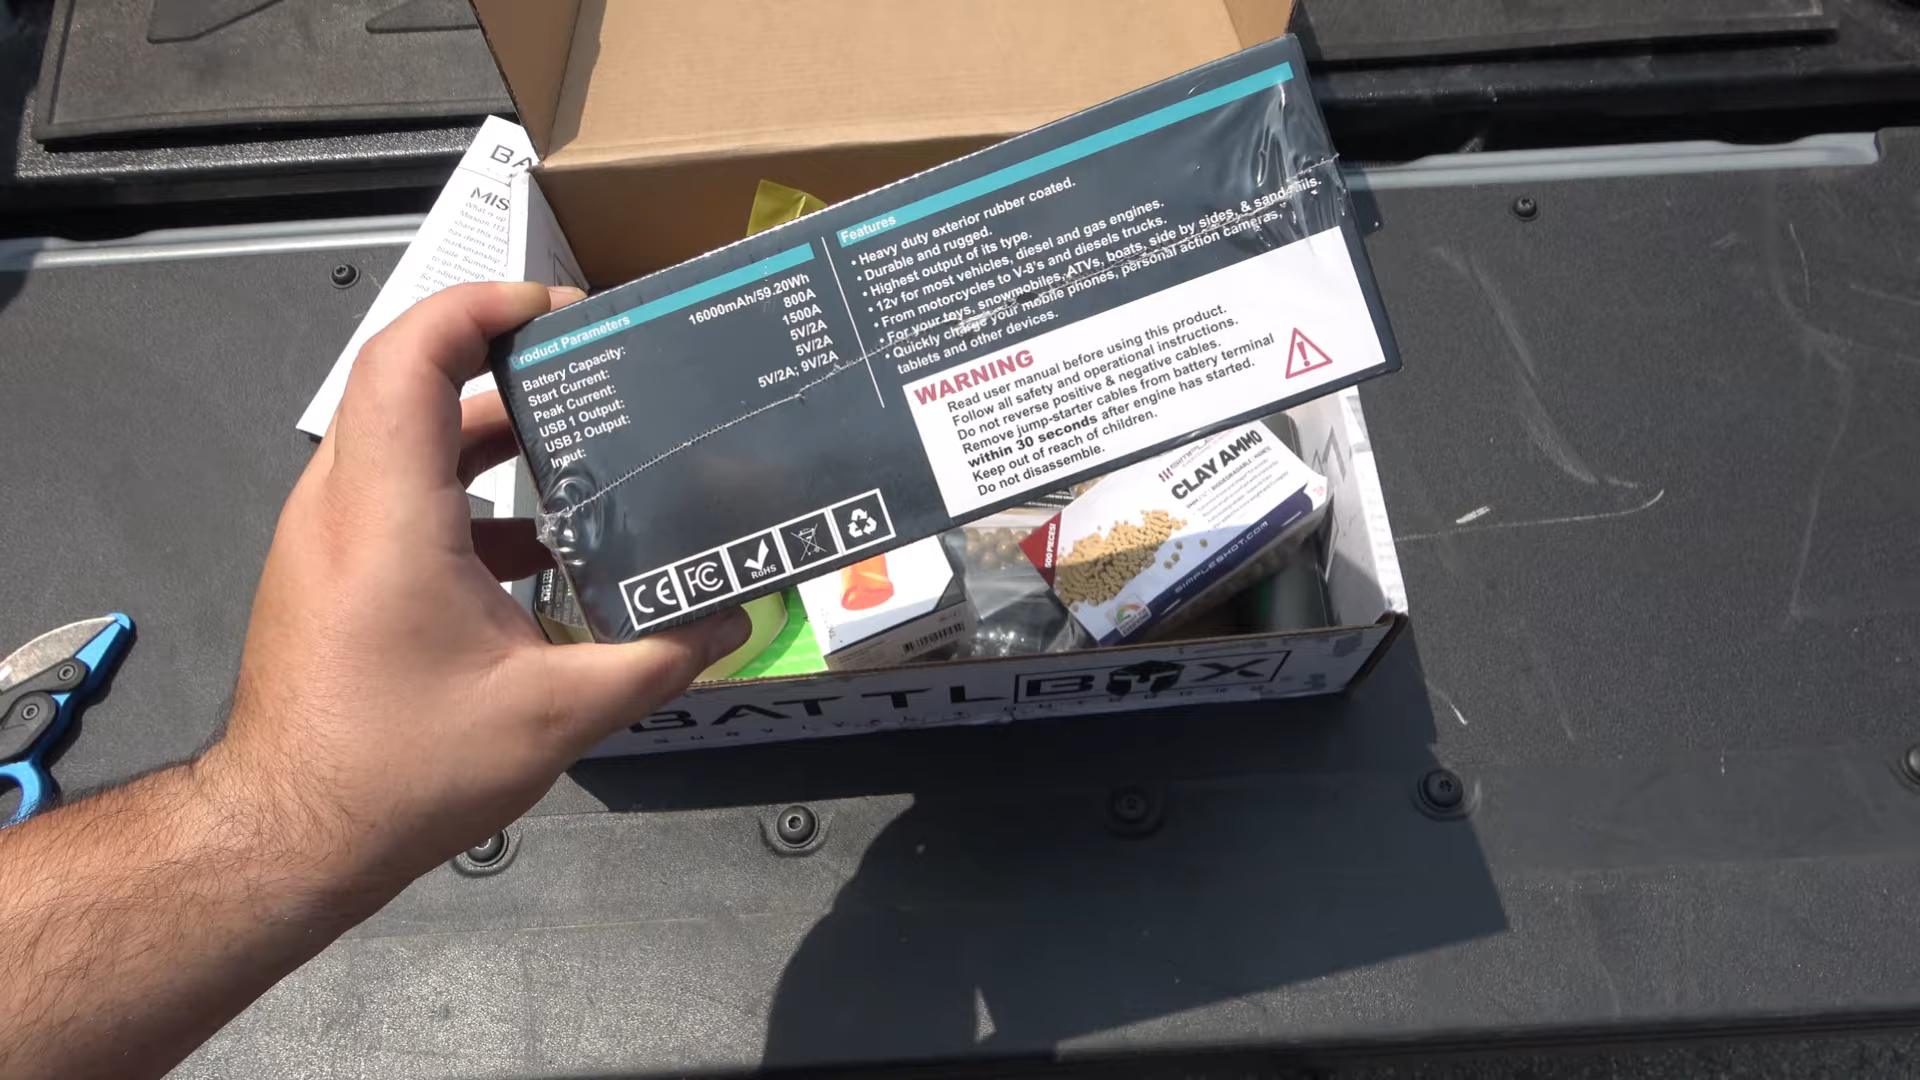 BA
MIS
What is up
Product Parameters
Battery Capacity: 16000mAh/59.20Wh
Start Current: 800A
Peak Current: 1500A
USB 1 Output: 5V/2A
USB 2 Output: 5V/2A
Input: 5V/2A; 9V/2A
Features
• Heavy duty exterior rubber coated.
• Durable and rugged.
• Highest output of its type.
• 12v for most vehicles, diesel and gas engines.
• From motorcycles to V-8's and diesels trucks.
• For your toys, snowmobiles, ATVs, boats, side by sides, & sand rails.
• Quickly charge your mobile phones, personal action cameras,
tablets and other devices.
WARNING
Read user manual before using this product.
Follow all safety and operational instructions.
Do not reverse positive & negative cables.
Remove jump-starter cables from battery terminal
within 30 seconds after engine has started.
Keep out of reach of children.
Do not disassemble.
CE FC RoHS
CLAY AMMO
500 PIECES!
SIMPLESHOT.COM
BATTLBOX